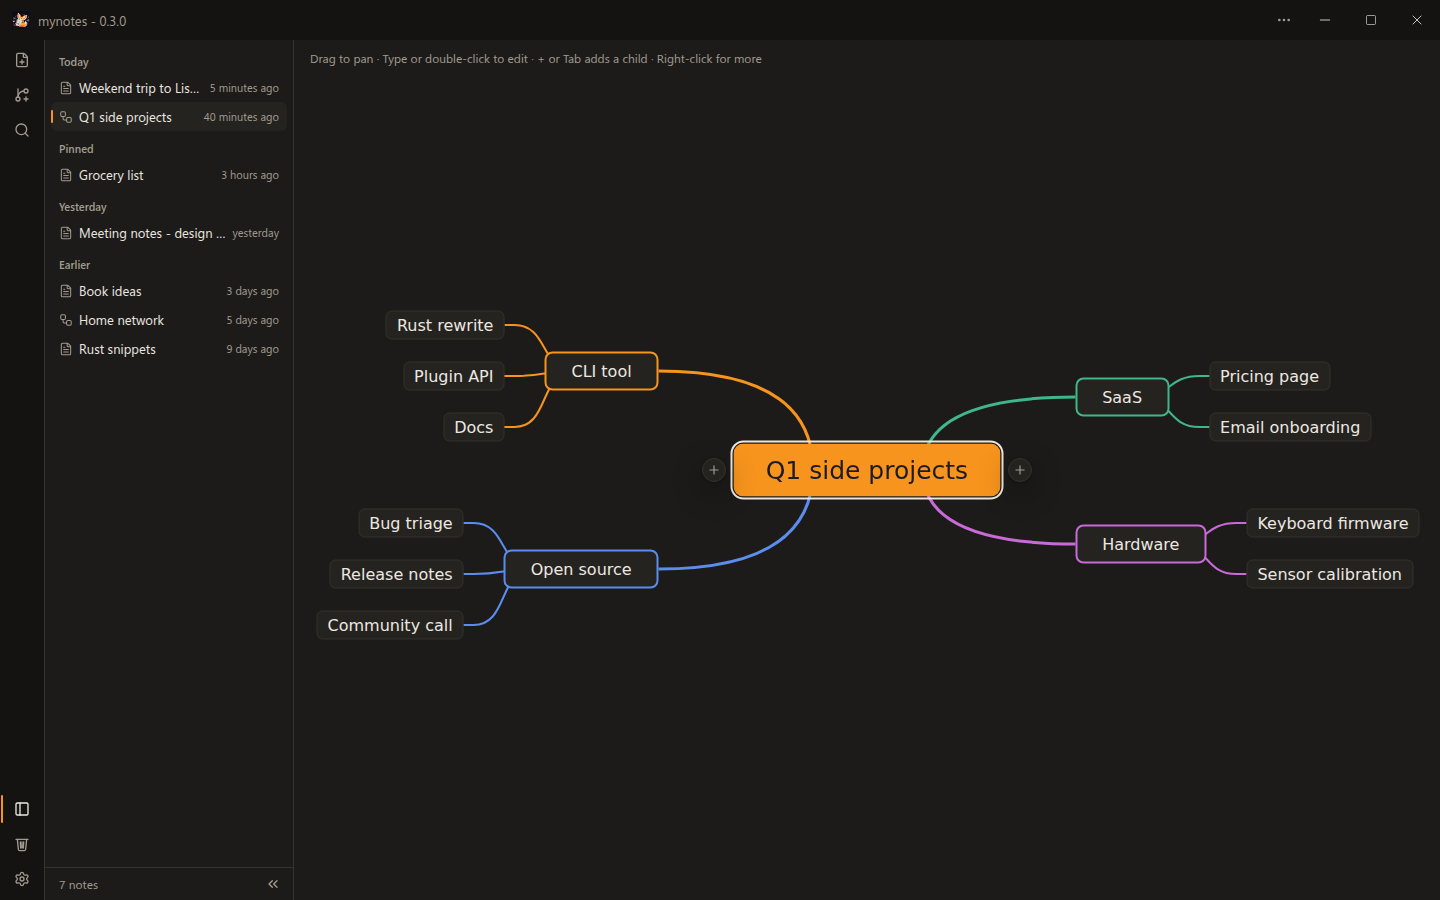 mynotes - 0.3.0
Drag to pan · Type or double-click to edit · + or Tab adds a child · Right-click for more
Today
Weekend trip to Lis... 5 minutes ago
Q1 side projects 40 minutes ago
Pinned
Grocery list 3 hours ago
Yesterday
Meeting notes - design ... yesterday
Earlier
Book ideas 3 days ago
Home network 5 days ago
Rust snippets 9 days ago
7 notes
Rust rewrite
Plugin API
Docs
CLI tool
SaaS
Pricing page
Email onboarding
Q1 side projects
Bug triage
Release notes
Community call
Open source
Hardware
Keyboard firmware
Sensor calibration